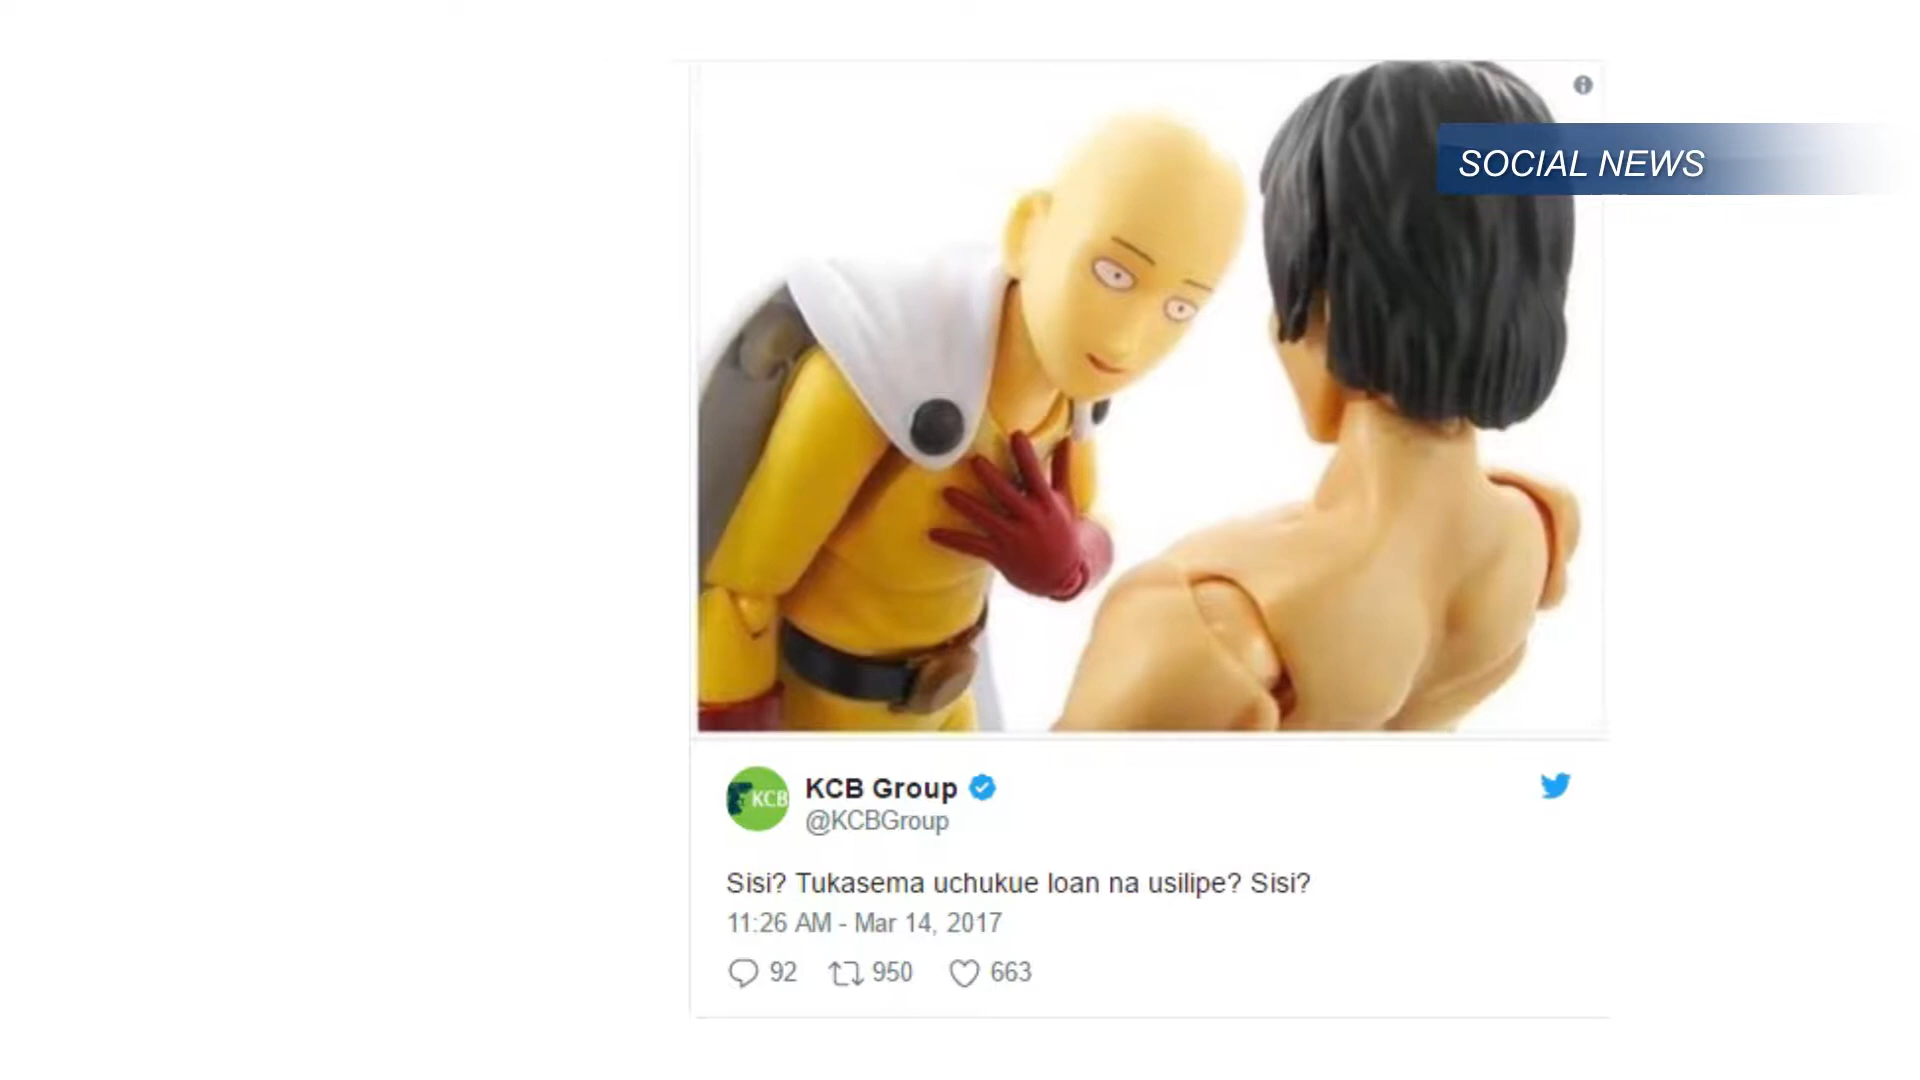 SOCIAL NEWS
KCB
KCB Group
@KCBGroup
Sisi? Tukasema uchukue loan na usilipe? Sisi?
11:26 AM - Mar 14, 2017
92 950 663